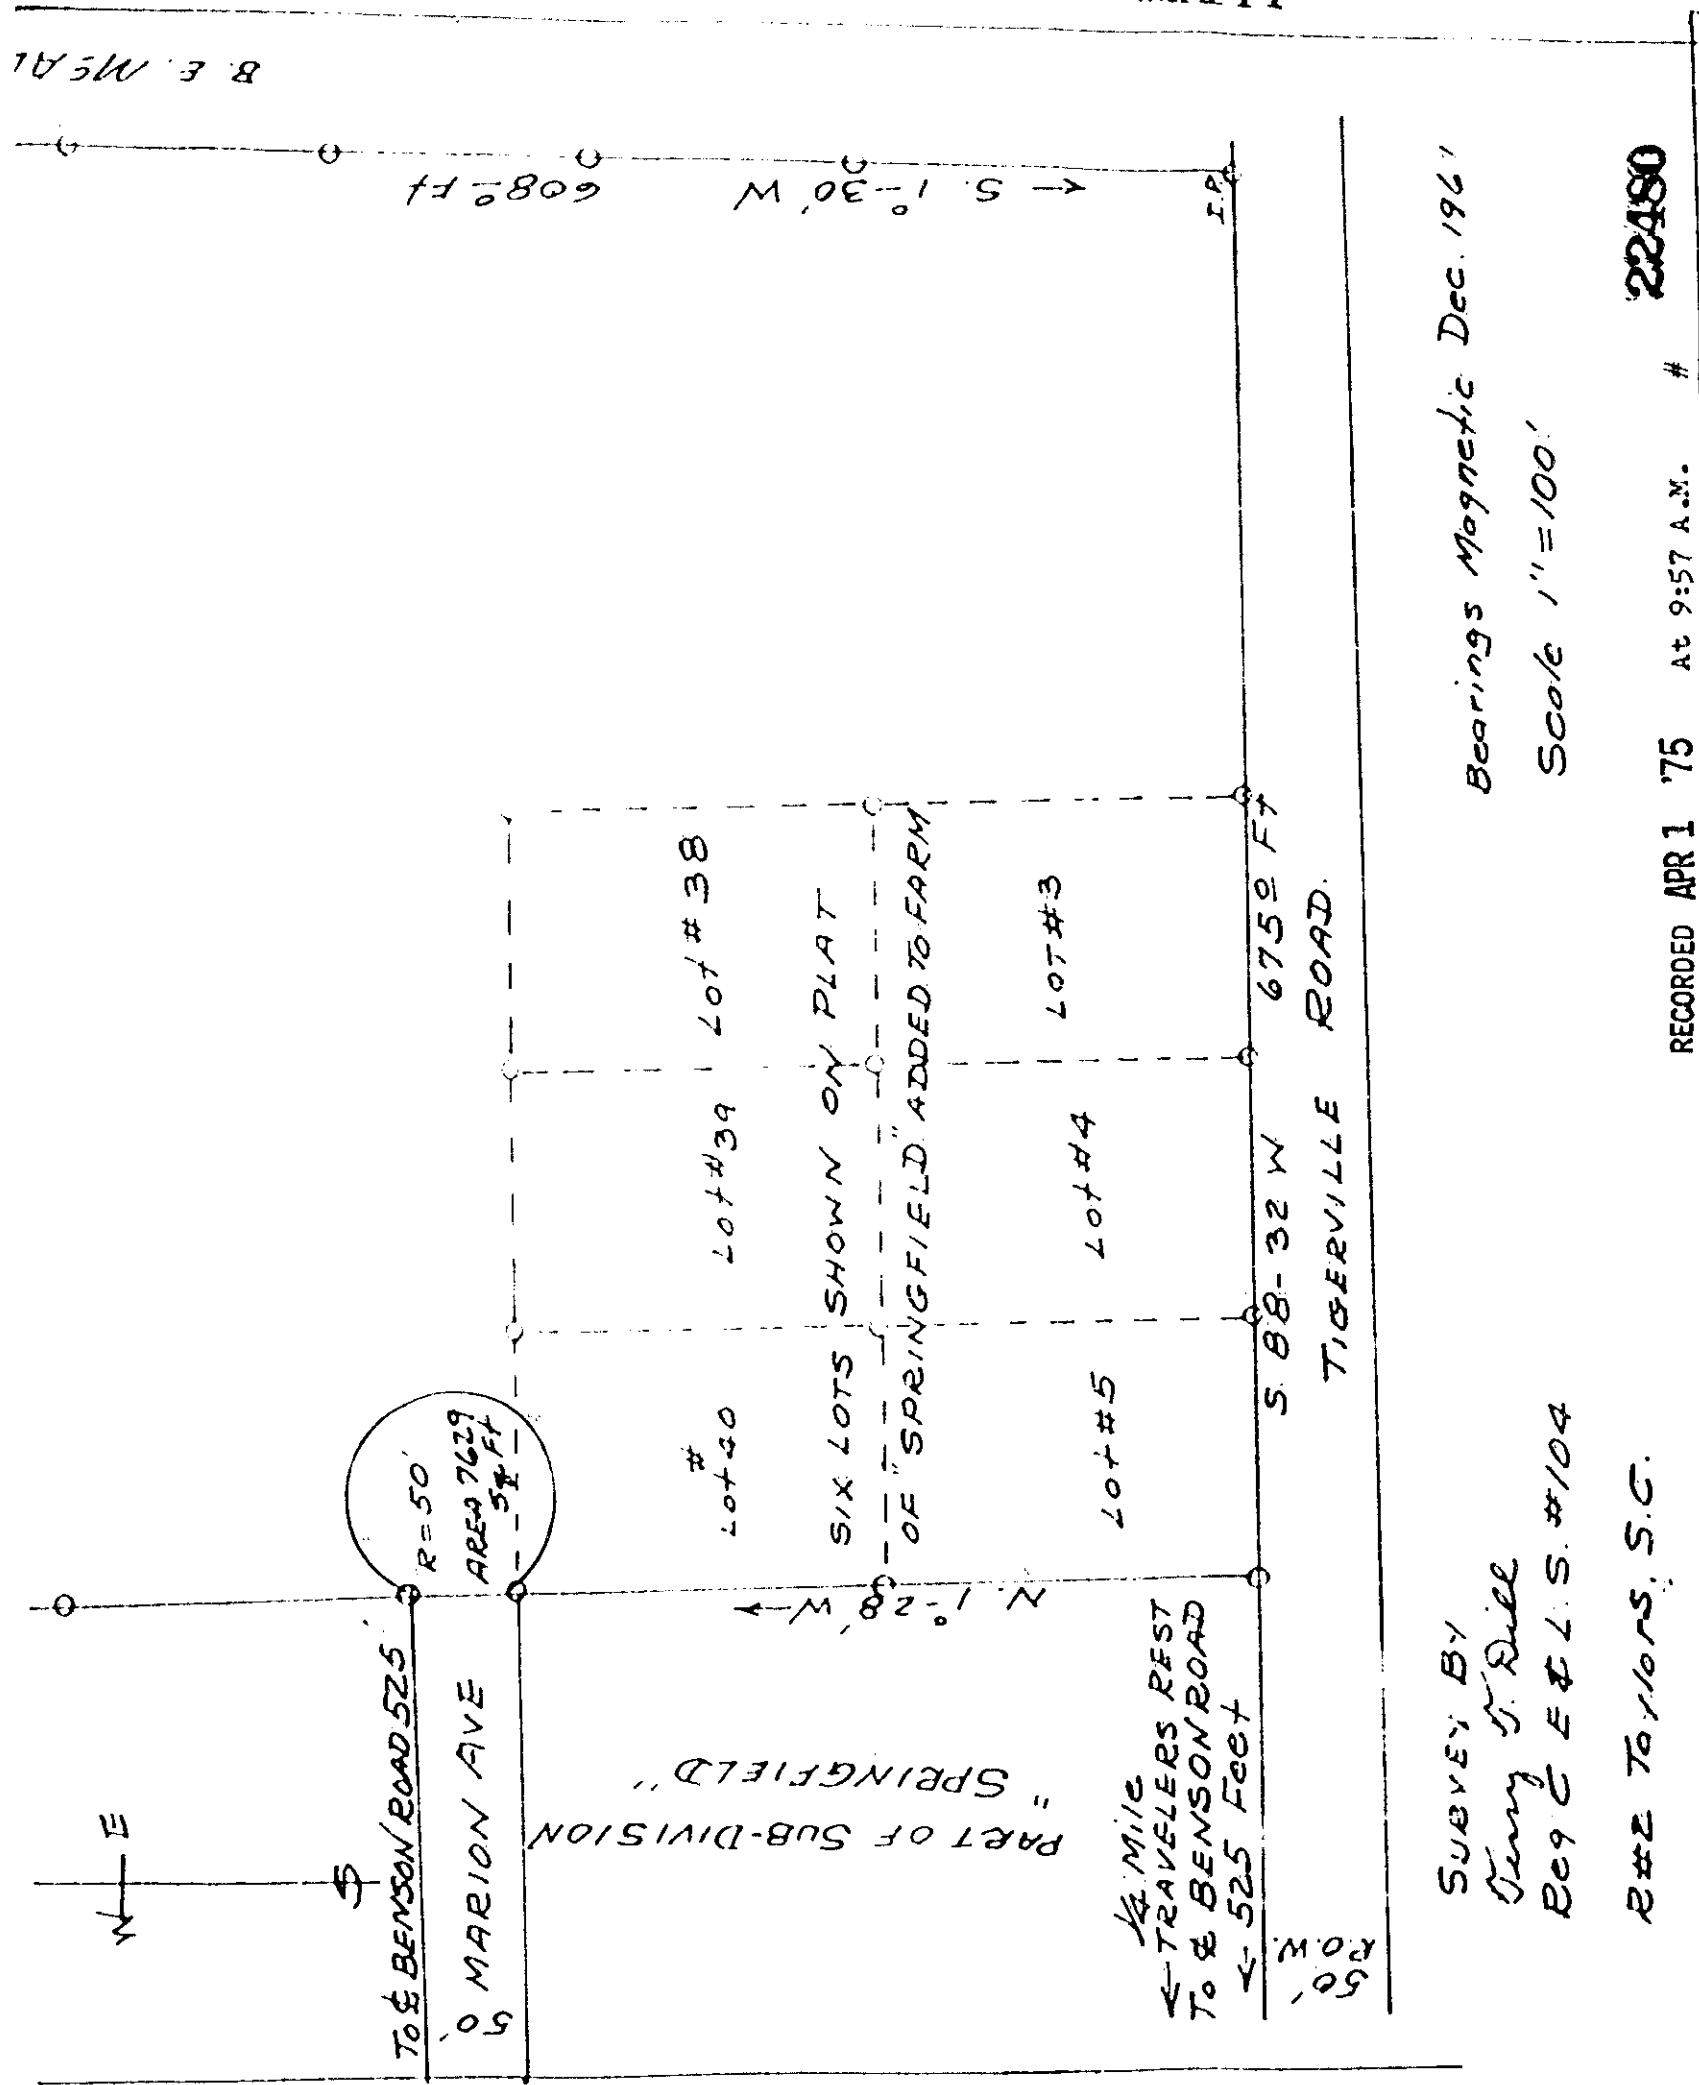 B. E. McAL
← S. 1°-30' W 608⁰ Ft
I.P.
W E
S
To ℄ BENSON ROAD 525'
50' MARION AVE
R=50'
AREA 7629
Sq. Ft
Lot #40
Lot #39
Lot #38
SIX LOTS SHOWN ON PLAT
OF "SPRINGFIELD" ADDED TO FARM
Lot #5
Lot #4
LOT #3
N. 1°-28' W →
PART OF SUB-DIVISION
"SPRINGFIELD"
1/4 Mile
← TRAVELERS REST
To ℄ BENSON ROAD
← 525 Feet
S. 88-32 W 675⁰ Ft
TIGERVILLE ROAD.
50'
R.O.W.
Bearings Magnetic Dec. 1961
Scale 1"=100'
SURVEY BY
Terry T. Dill
Reg C E & L. S. #104
R#2 Taylors, S.C.
RECORDED APR 1 '75 At 9:57 A.M. # 22480